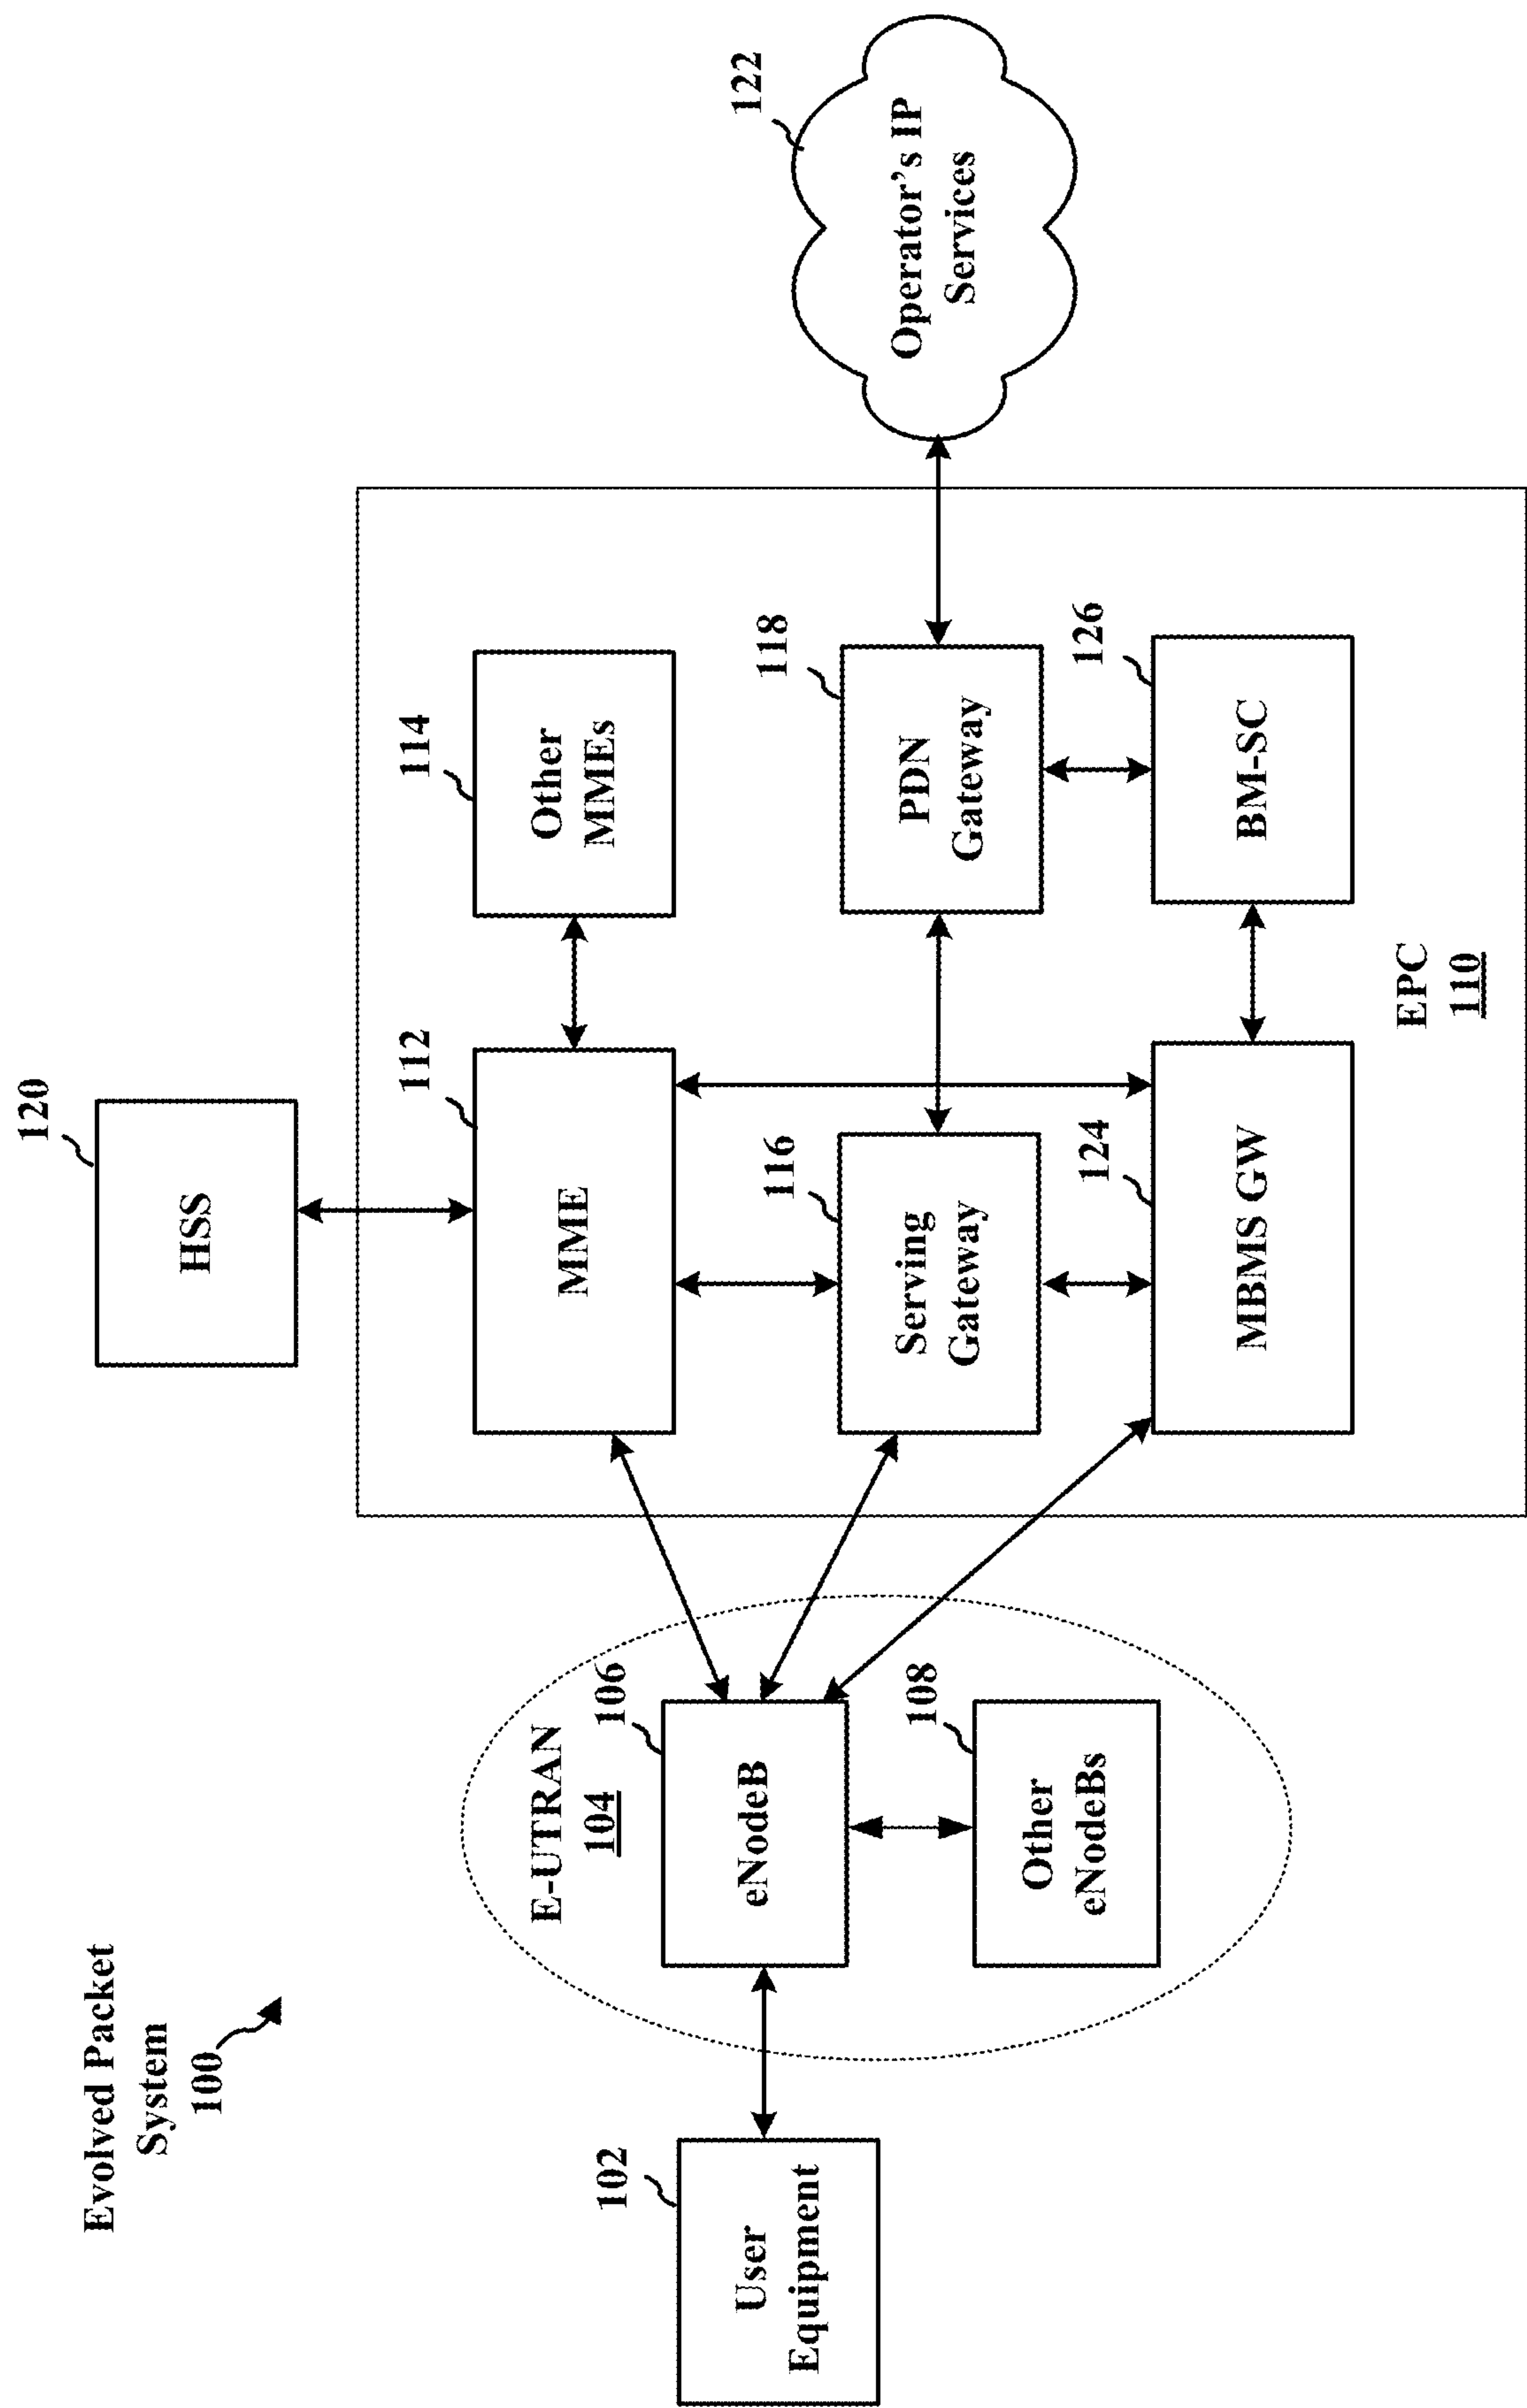 Evolved Packet
System
100
120
HSS
E-UTRAN
104
112
MME
114
Other
MMEs
102
User
Equipment
106
eNodeB
116
Serving
Gateway
118
PDN
Gateway
122
Operator's IP
Services
108
Other
eNodeBs
124
MBMS GW
126
BM-SC
EPC
110